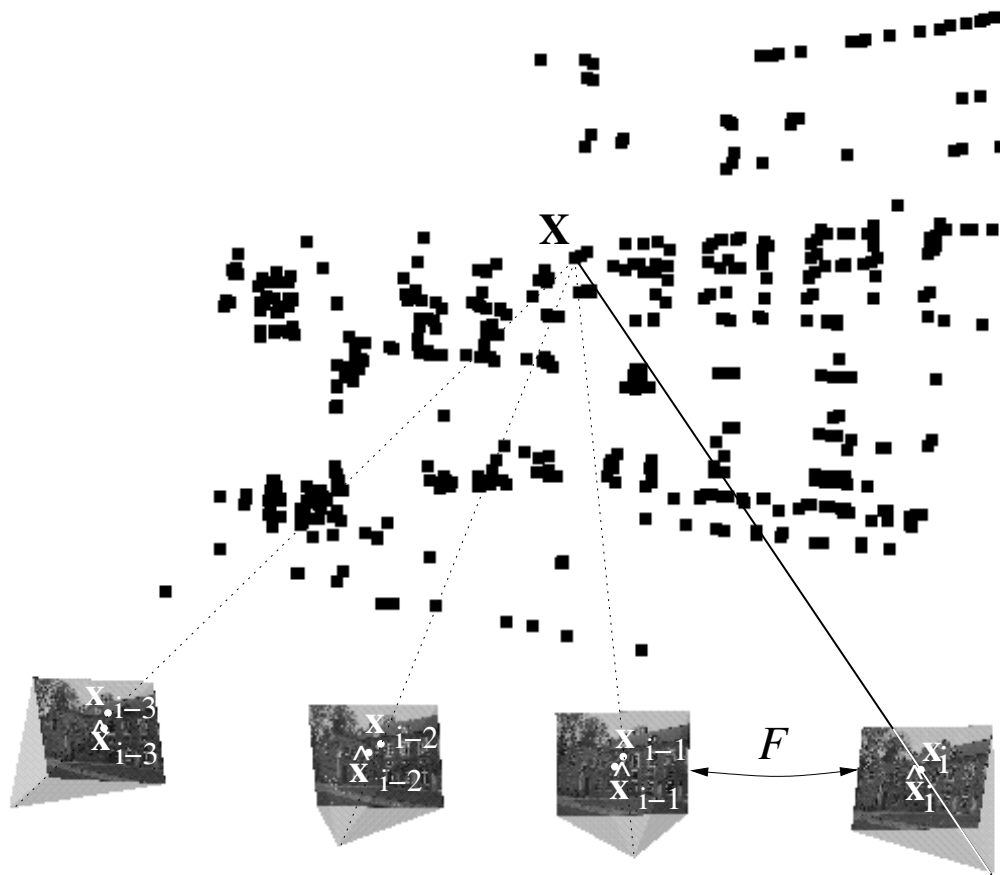 X
F
x i−3
x̂ i−3
x i−2
x̂ i−2
x i−1
x̂ i−1
x i
x̂ i